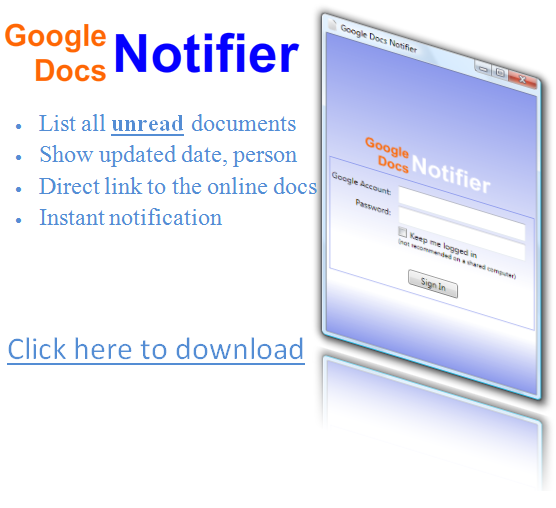 Google
Docs Notifier
List all unread documents
Show updated date, person
Direct link to the online docs
Instant notification
Click here to download
Google Docs Notifier
Google
Docs Notifier
Google Account:
Password:
Keep me logged in
(not recommended on a shared computer)
Sign In